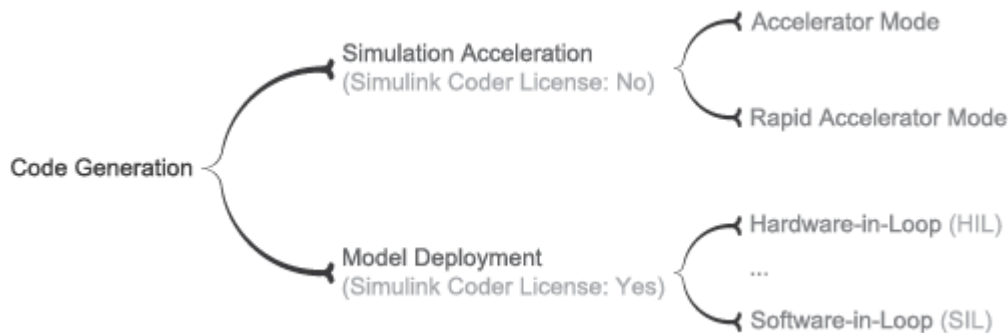 Code Generation
Simulation Acceleration
(Simulink Coder License: No)
Accelerator Mode
Rapid Accelerator Mode
Model Deployment
(Simulink Coder License: Yes)
Hardware-in-Loop (HIL)
...
Software-in-Loop (SIL)